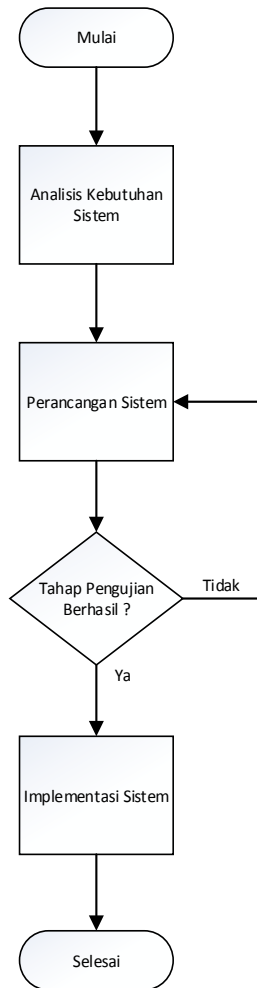 Mulai
Analisis Kebutuhan
Sistem
Perancangan Sistem
Tahap Pengujian
Berhasil ?
Tidak
Ya
Implementasi Sistem
Selesai